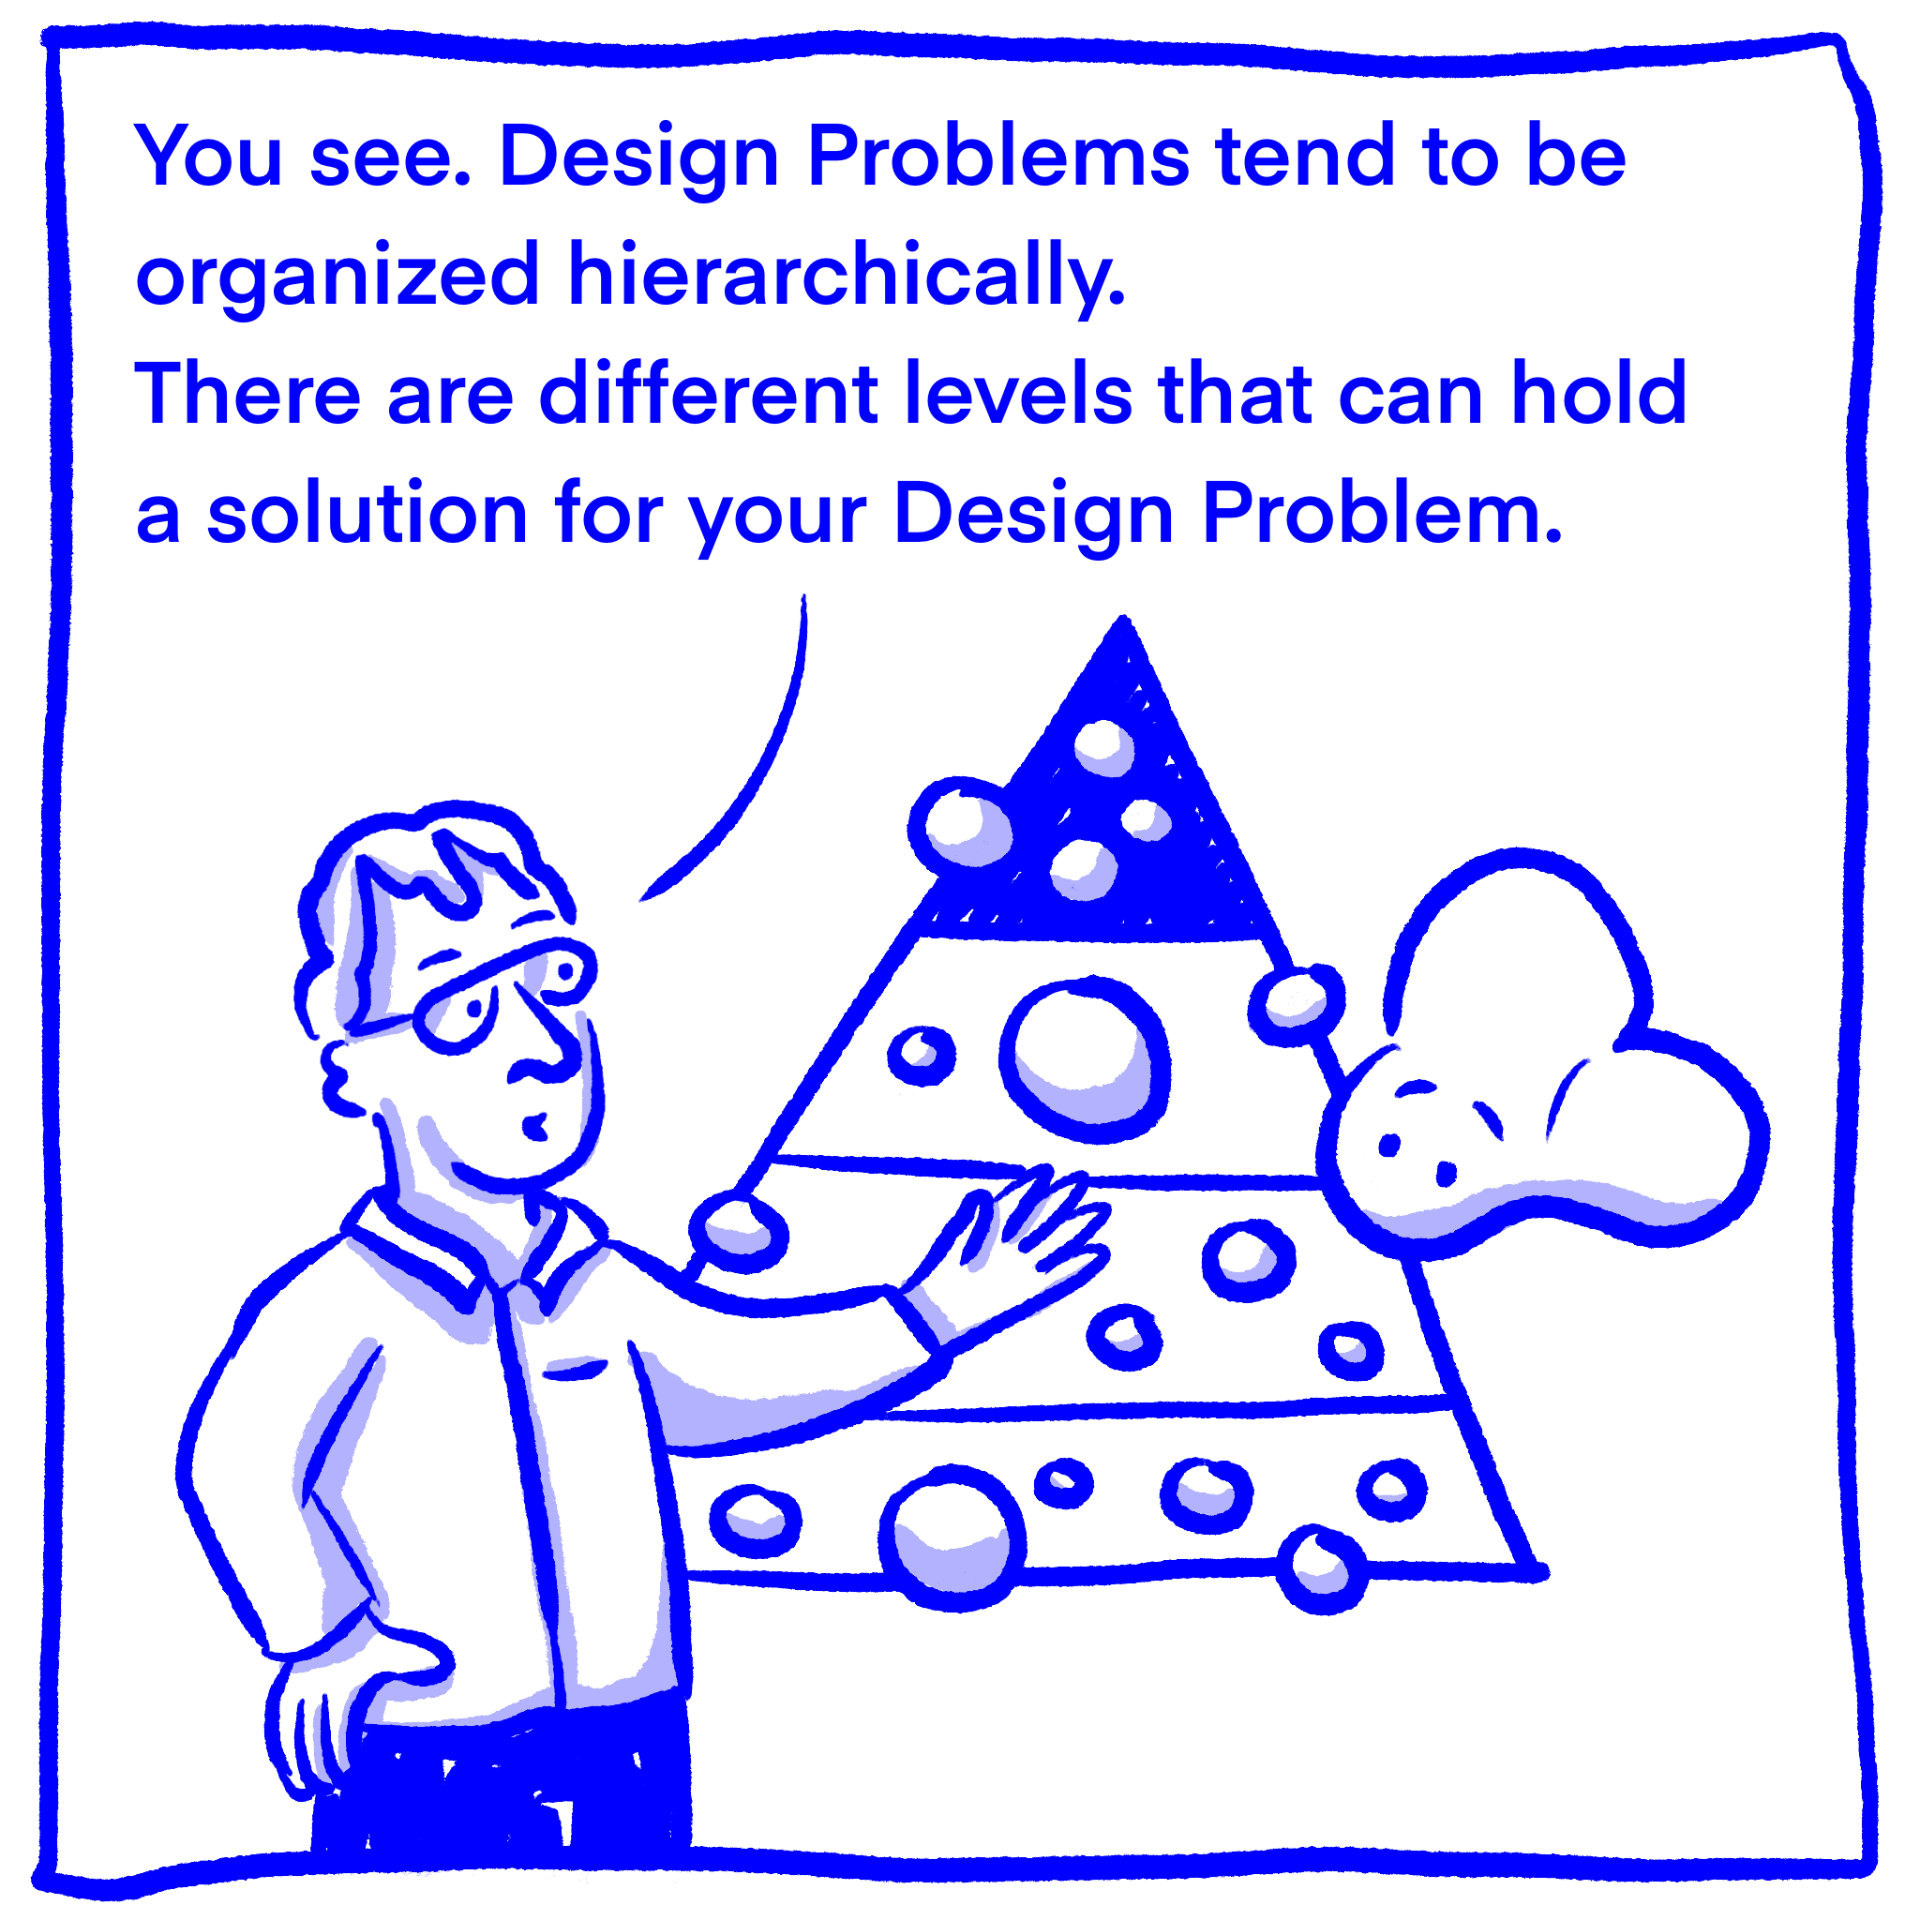 You see. Design Problems tend to be
organized hierarchically.
There are different levels that can hold
a solution for your Design Problem.